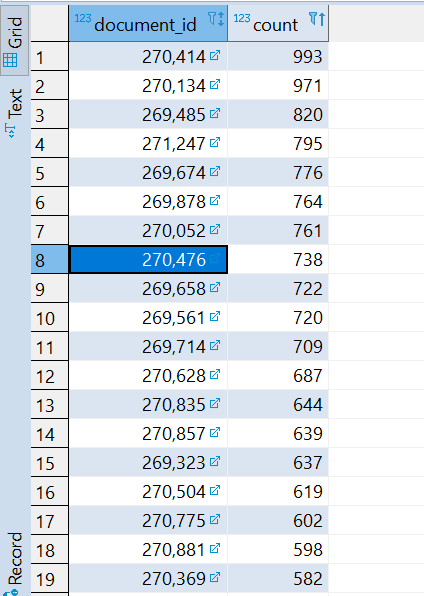 Grid
Text
Record
123 document_id 123 count
1 270,414 993
2 270,134 971
3 269,485 820
4 271,247 795
5 269,674 776
6 269,878 764
7 270,052 761
8 270,476 738
9 269,658 722
10 269,561 720
11 269,714 709
12 270,628 687
13 270,835 644
14 270,857 639
15 269,323 637
16 270,504 619
17 270,775 602
18 270,881 598
19 270,369 582